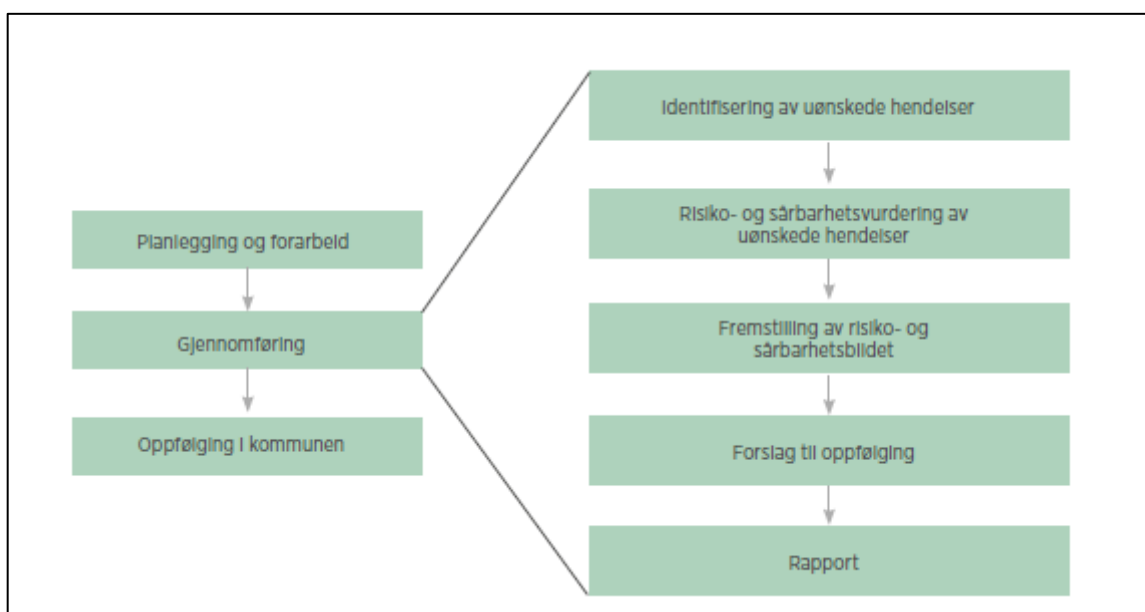 Planlegging og forarbeid
Gjennomføring
Oppfølging i kommunen
Identifisering av uønskede hendelser
Risiko- og sårbarhetsvurdering av
uønskede hendelser
Fremstilling av risiko- og
sårbarhetsbildet
Forslag til oppfølging
Rapport